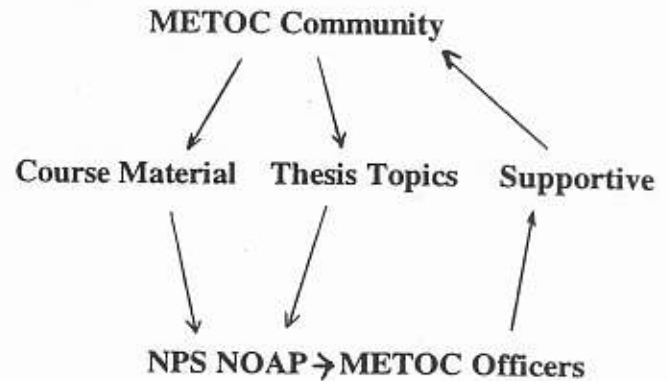 METOC Community
Course Material Thesis Topics Supportive
NPS NOAP → METOC Officers